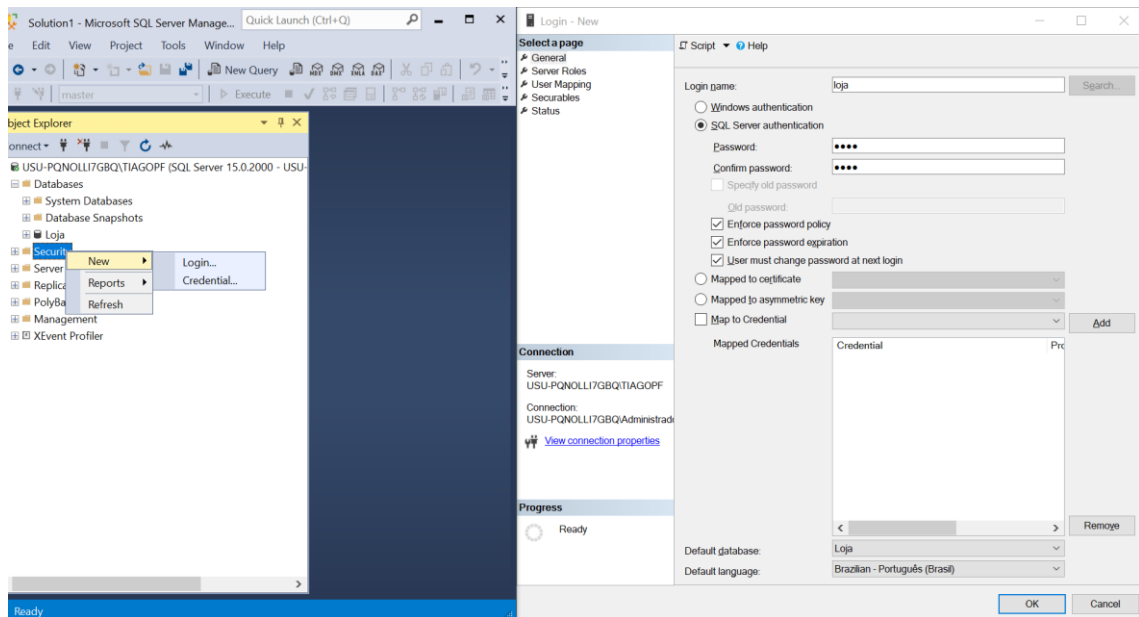 Solution1 - Microsoft SQL Server Manage...
Quick Launch (Ctrl+Q)
e Edit View Project Tools Window Help
New Query MDX DMX XMLA DAX
master
Execute
bject Explorer
onnect
USU-PQNOLLI7GBQ\TIAGOPF (SQL Server 15.0.2000 - USU-
Databases
System Databases
Database Snapshots
Loja
Security
Server
Replica
PolyBa
Management
XEvent Profiler
New
Reports
Refresh
Login...
Credential...
Ready
Login - New
Select a page
General
Server Roles
User Mapping
Securables
Status
Connection
Server:
USU-PQNOLLI7GBQ\TIAGOPF
Connection:
USU-PQNOLLI7GBQ\Administrado
View connection properties
Progress
Ready
Script Help
Login name: loja Search...
Windows authentication
SQL Server authentication
Password: ••••
Confirm password: ••••
Specify old password
Old password:
Enforce password policy
Enforce password expiration
User must change password at next login
Mapped to certificate
Mapped to asymmetric key
Map to Credential Add
Mapped Credentials Credential Pro
Remove
Default database: Loja
Default language: Brazilian - Português (Brasil)
OK Cancel